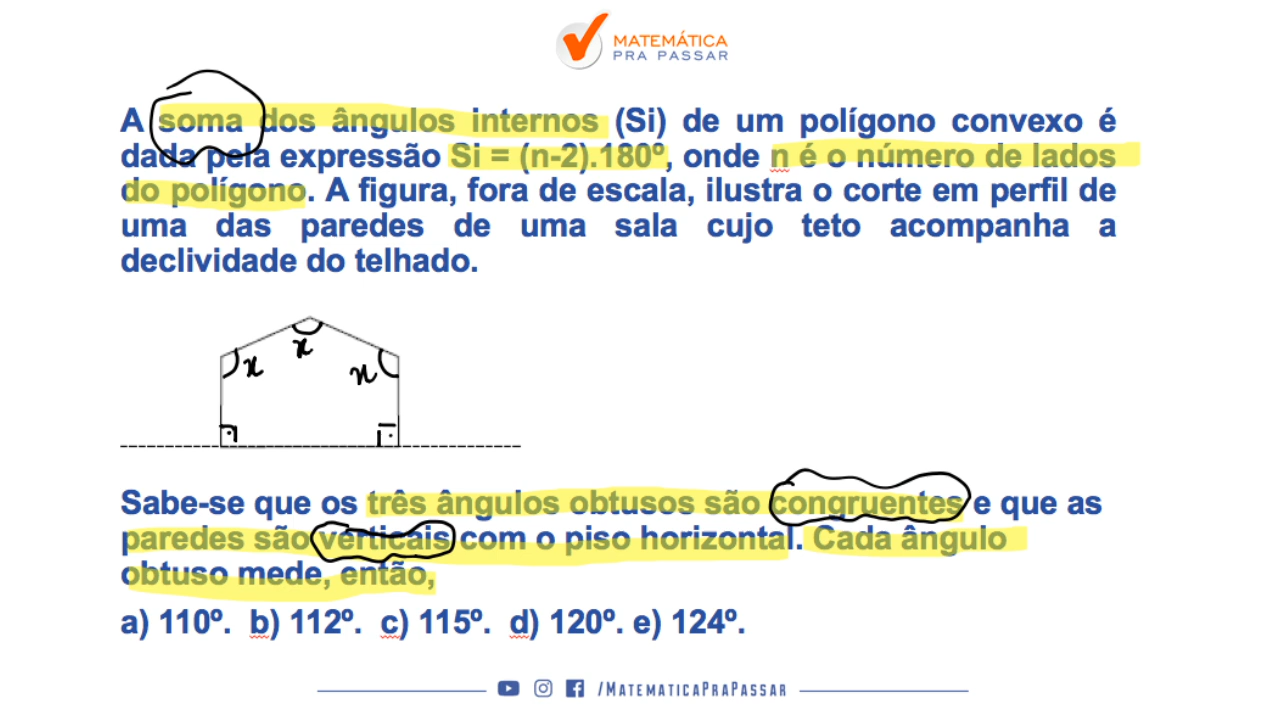 MATEMÁTICA
PRA PASSAR
A soma dos ângulos internos (Si) de um polígono convexo é
dada pela expressão Si = (n-2).180º, onde n é o número de lados
do polígono. A figura, fora de escala, ilustra o corte em perfil de
uma das paredes de uma sala cujo teto acompanha a
declividade do telhado.
x
x
x
Sabe-se que os três ângulos obtusos são congruentes e que as
paredes são verticais com o piso horizontal. Cada ângulo
obtuso mede, então,
a) 110º. b) 112º. c) 115º. d) 120º. e) 124º.
/MATEMATICAPRAPASSAR